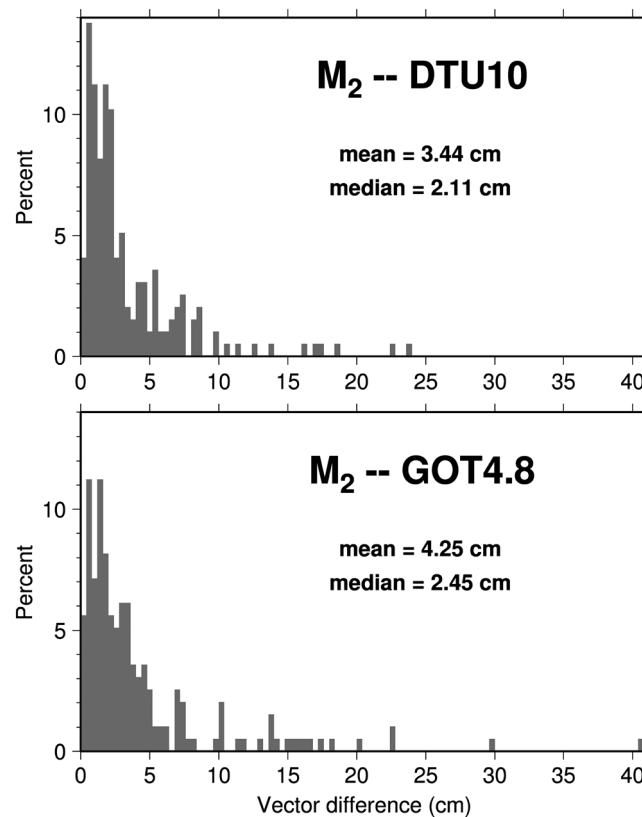 M₂ -- DTU10
mean = 3.44 cm
median = 2.11 cm
Percent
10
5
0
0 5 10 15 20 25 30 35 40
M₂ -- GOT4.8
mean = 4.25 cm
median = 2.45 cm
Percent
10
5
0
0 5 10 15 20 25 30 35 40
Vector difference (cm)